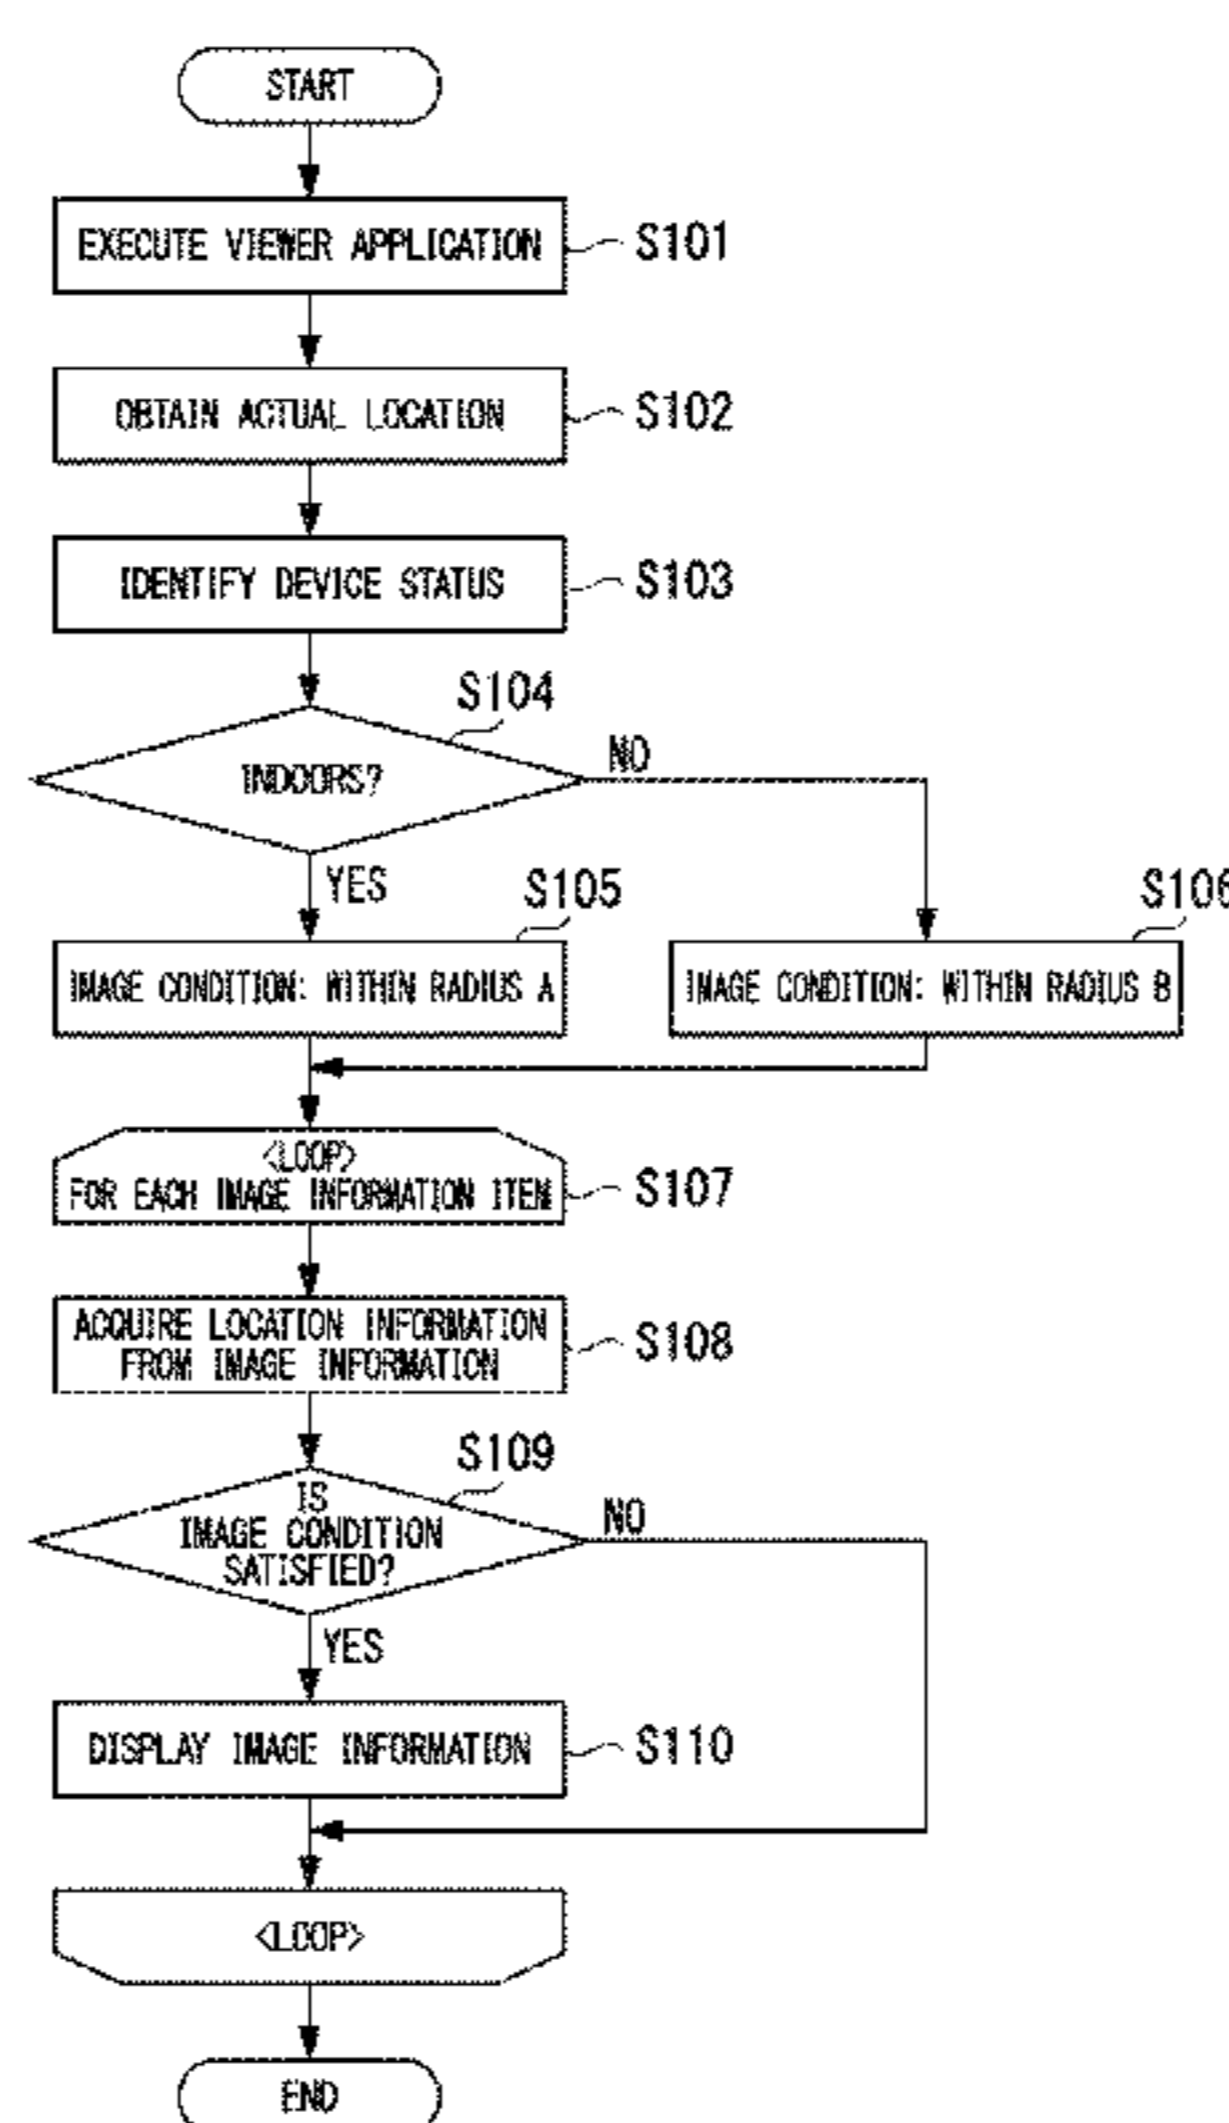 START
EXECUTE VIEWER APPLICATION
S101
OBTAIN ACTUAL LOCATION
S102
IDENTIFY DEVICE STATUS
S103
S104
INDOORS?
NO
YES
S105
S106
IMAGE CONDITION: WITHIN RADIUS A
IMAGE CONDITION: WITHIN RADIUS B
<LOOP>
FOR EACH IMAGE INFORMATION ITEM
S107
ACQUIRE LOCATION INFORMATION
FROM IMAGE INFORMATION
S108
S109
IS
IMAGE CONDITION
SATISFIED?
NO
YES
DISPLAY IMAGE INFORMATION
S110
<LOOP>
END